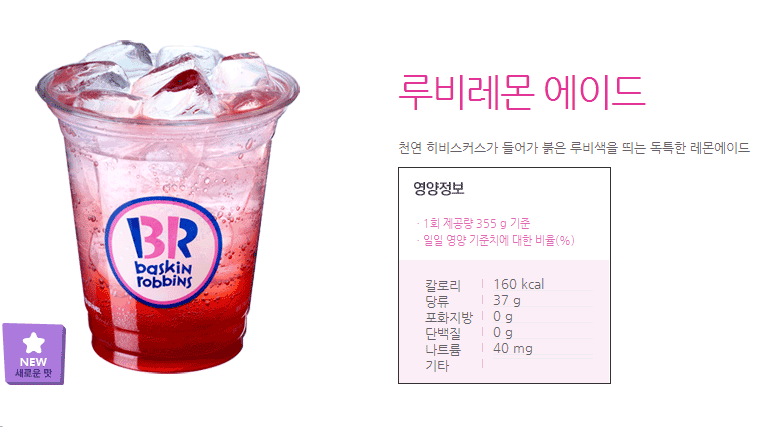 루비레몬 에이드
천연 히비스커스가 들어가 붉은 루비색을 띄는 독특한 레몬에이드
영양정보
· 1회 제공량 355 g 기준
· 일일 영양 기준치에 대한 비율(%)
칼로리 | 160 kcal
당류 | 37 g
포화지방 | 0 g
단백질 | 0 g
나트륨 | 40 mg
기타 |
BR
baskin
robbins
NEW
새로운 맛